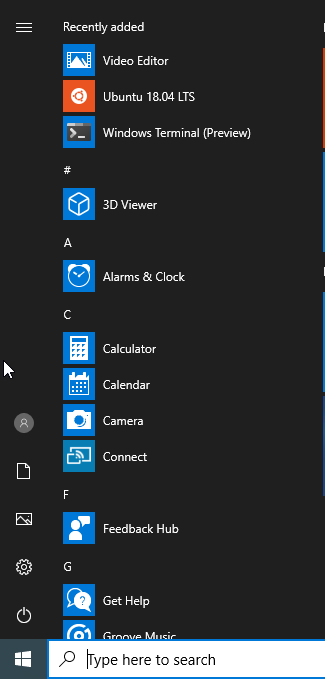 Recently added
Video Editor
Ubuntu 18.04 LTS
Windows Terminal (Preview)
#
3D Viewer
A
Alarms & Clock
C
Calculator
Calendar
Camera
Connect
F
Feedback Hub
G
Get Help
Groove Music
Type here to search